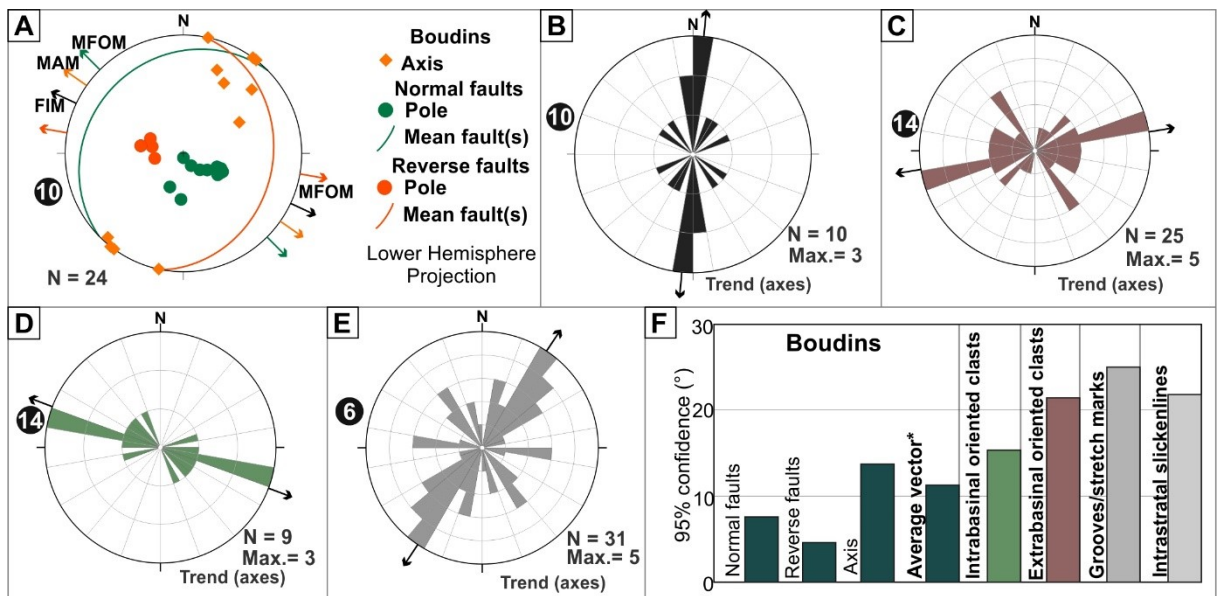 A
N
MFOM
MAM
FIM
10
MFOM
N = 24
Boudins
Axis
Normal faults
Pole
Mean fault(s)
Reverse faults
Pole
Mean fault(s)
Lower Hemisphere
Projection
B
N
10
N = 10
Max.= 3
Trend (axes)
C
N
14
N = 25
Max.= 5
Trend (axes)
D
N
14
N = 9
Max.= 3
Trend (axes)
E
N
6
N = 31
Max.= 5
Trend (axes)
F
95% confidence (°)
30
20
10
0
Boudins
Normal faults
Reverse faults
Axis
Average vector*
Intrabasinal oriented clasts
Extrabasinal oriented clasts
Grooves/stretch marks
Intrastratal slickenlines